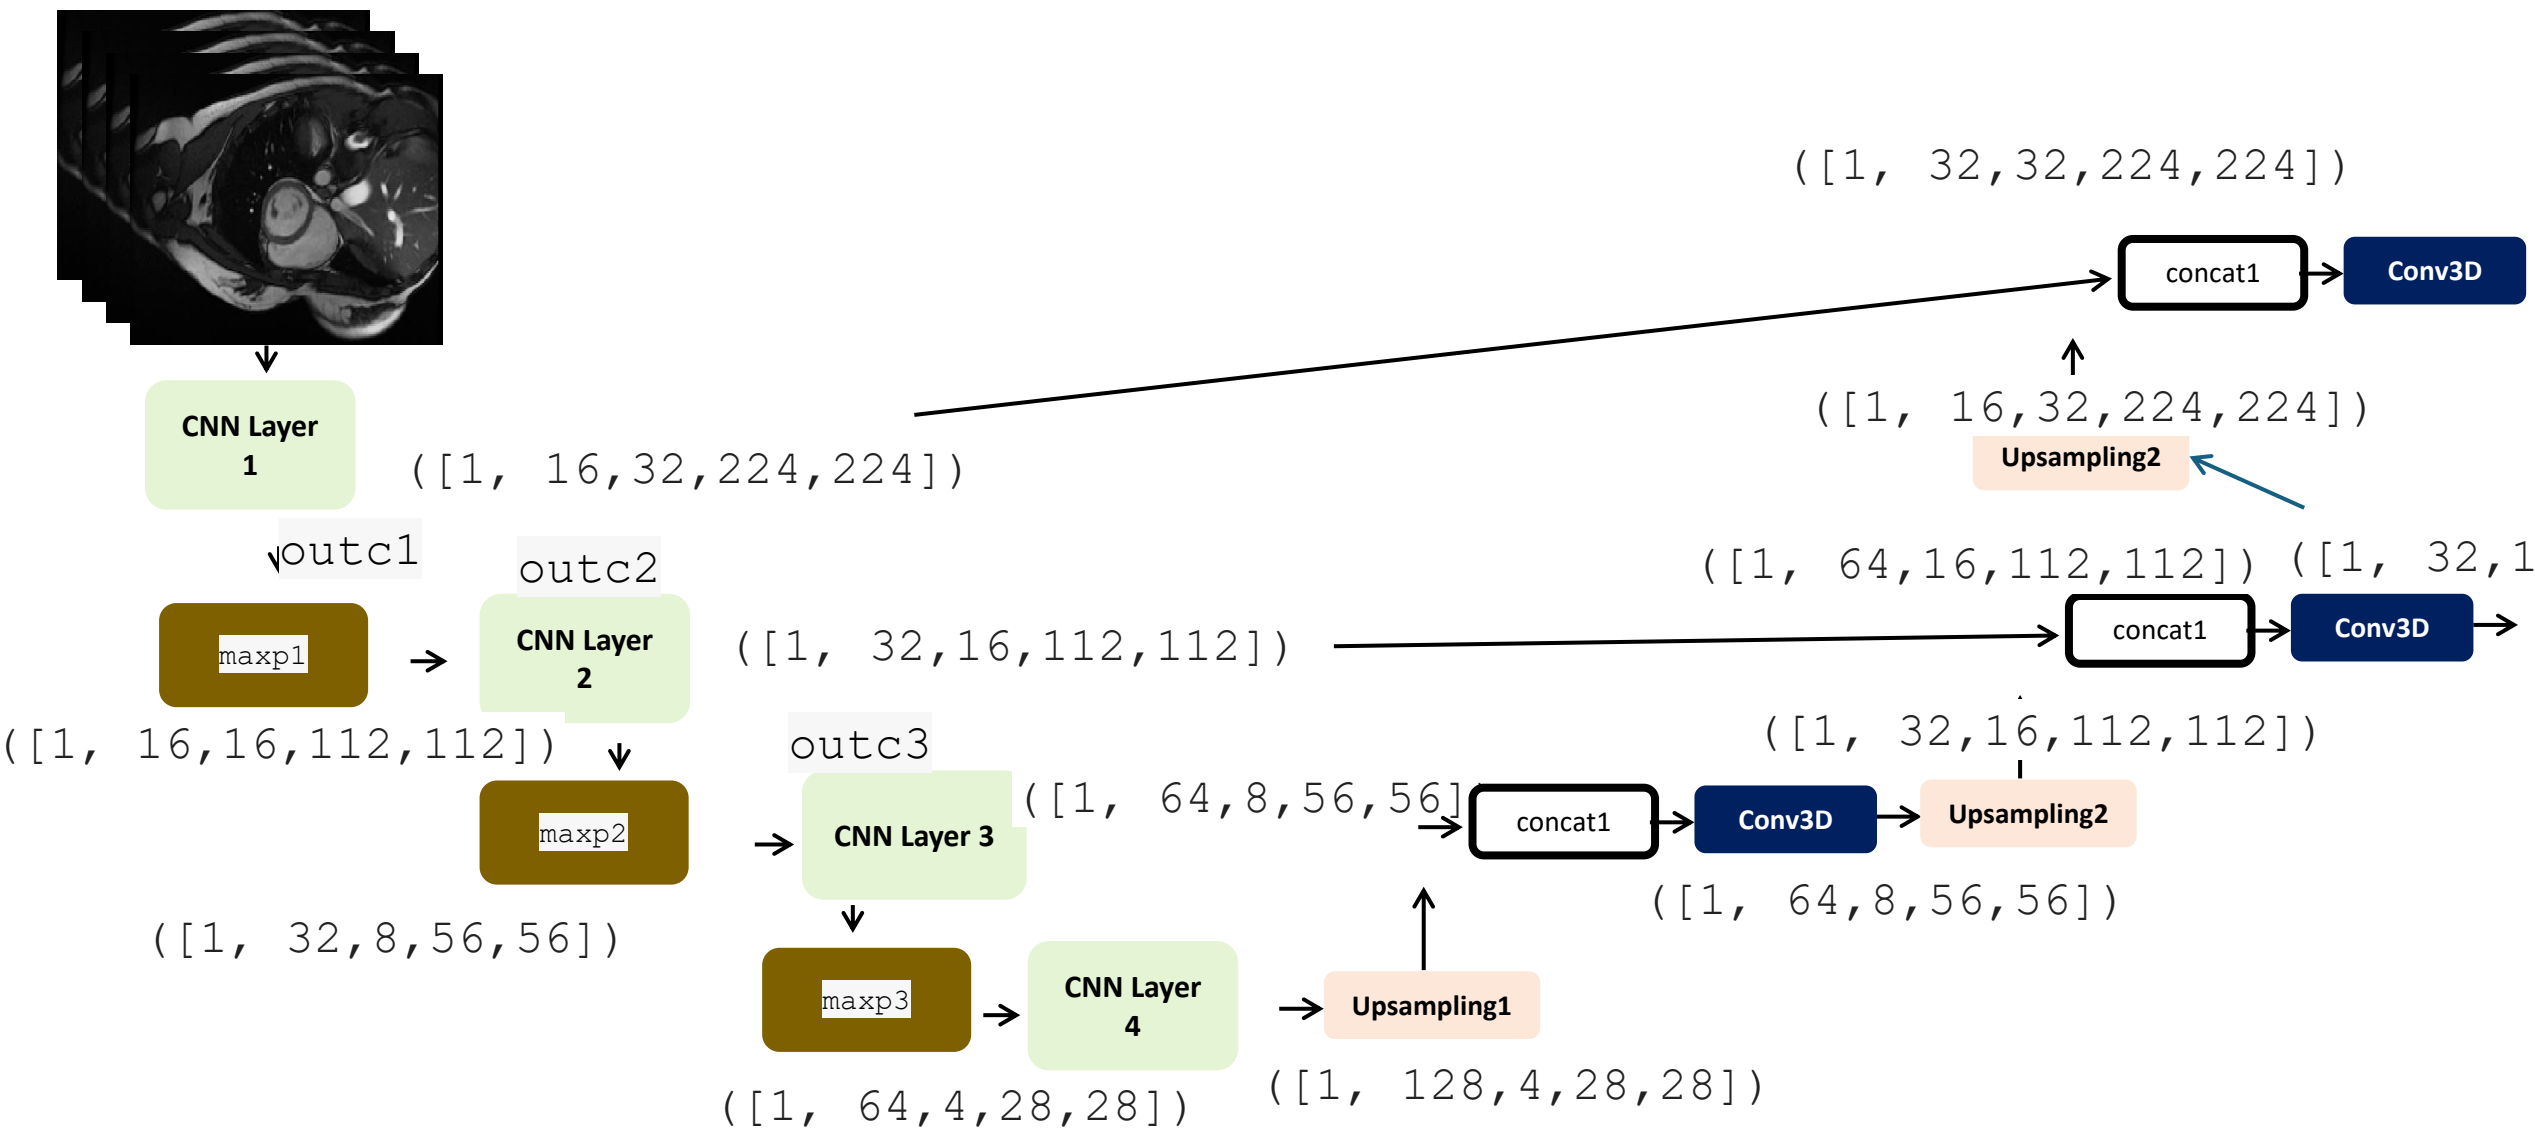 ([1, 32,32,224,224])
concat1
Conv3D
([1, 16,32,224,224])
Upsampling2
CNN Layer
1
([1, 16,32,224,224])
outc1
outc2
([1, 64,16,112,112])
([1, 32,1
maxp1
CNN Layer
2
([1, 32,16,112,112])
concat1
Conv3D
([1, 16,16,112,112])
outc3
([1, 32,16,112,112])
maxp2
CNN Layer 3
([1, 64,8,56,56]
concat1
Conv3D
Upsampling2
([1, 32,8,56,56])
([1, 64,8,56,56])
maxp3
CNN Layer
4
Upsampling1
([1, 64,4,28,28])
([1, 128,4,28,28])